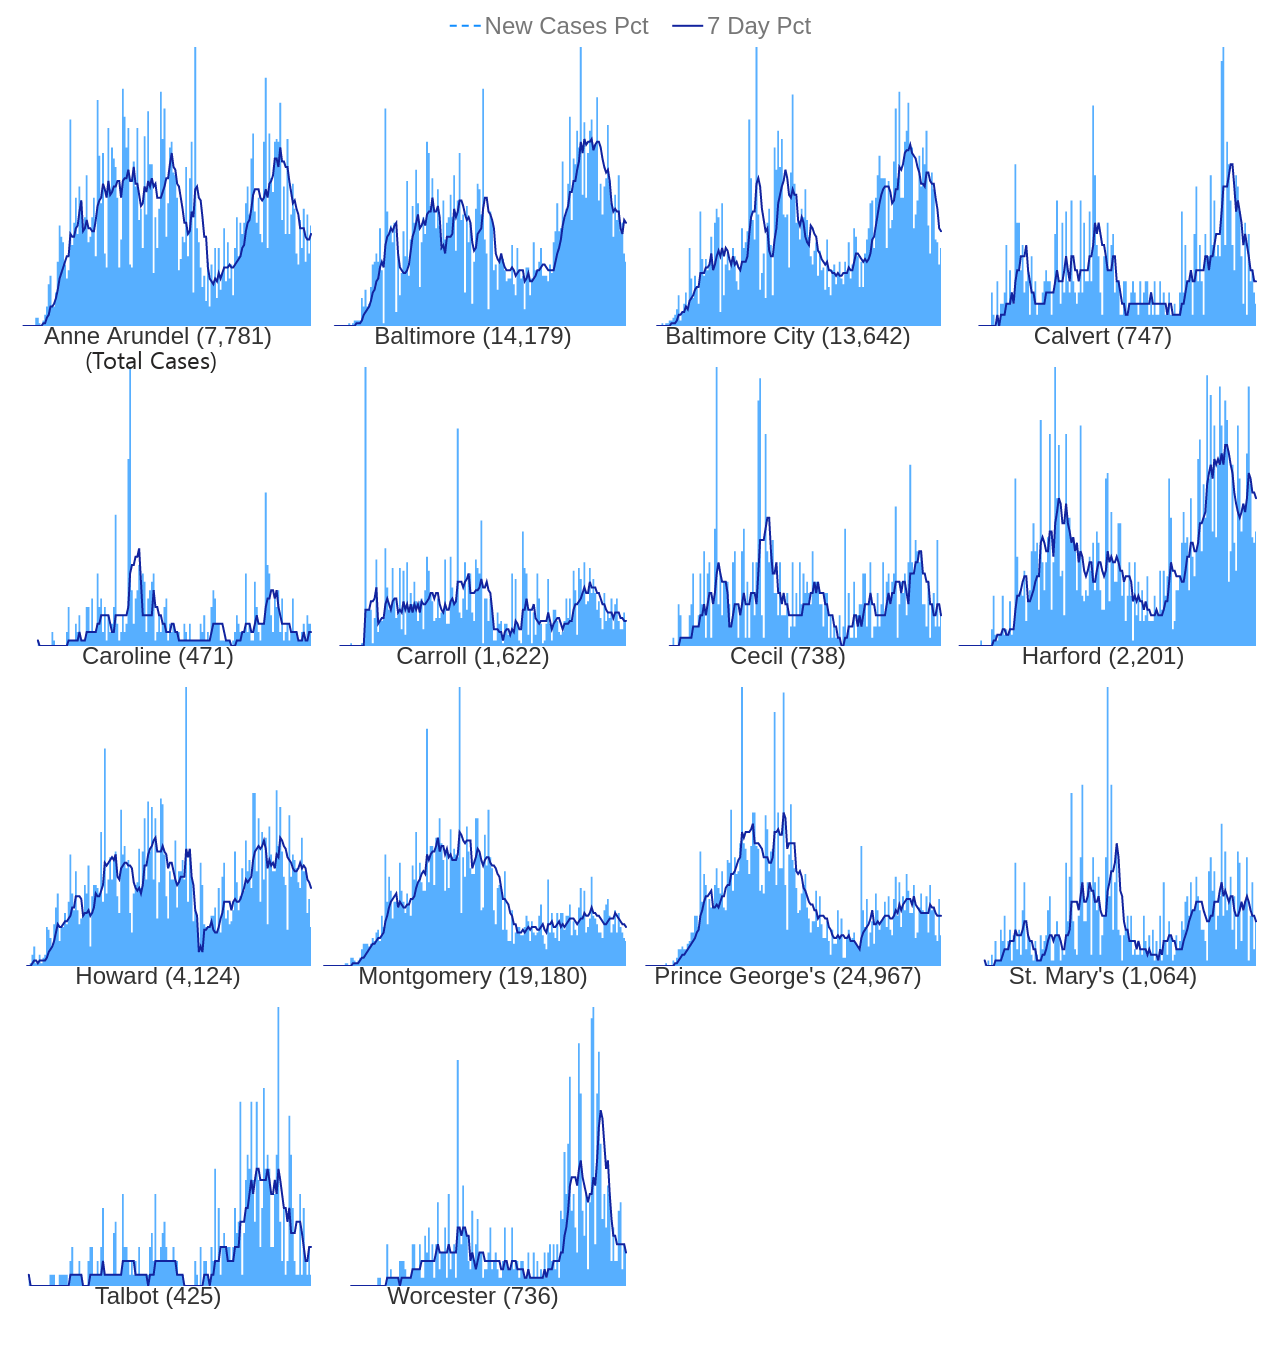 New Cases Pct 7 Day Pct
Anne Arundel (7,781) Baltimore (14,179) Baltimore City (13,642) Calvert (747)
(Total Cases)
Caroline (471) Carroll (1,622) Cecil (738) Harford (2,201)
Howard (4,124) Montgomery (19,180) Prince George's (24,967) St. Mary's (1,064)
Talbot (425) Worcester (736)